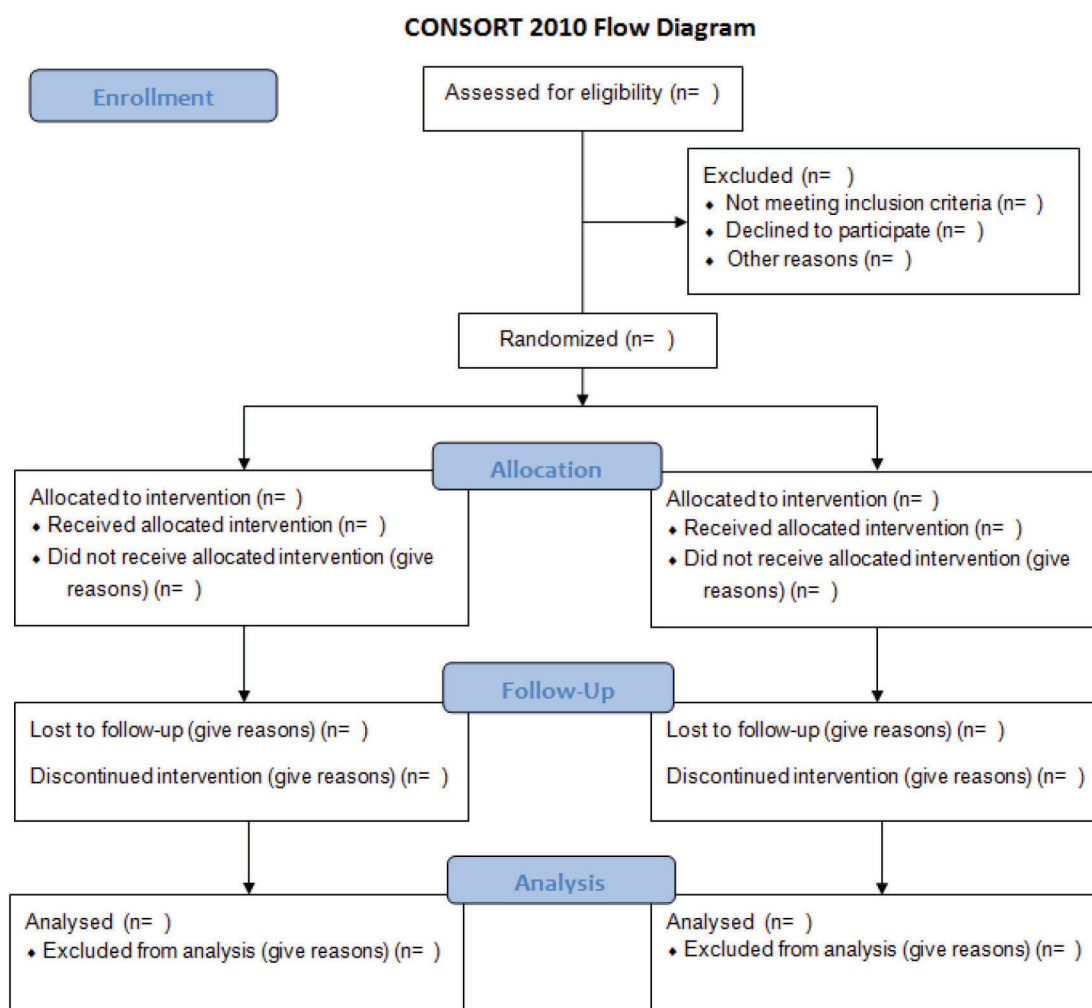 CONSORT 2010 Flow Diagram
Enrollment
Assessed for eligibility (n=  )
Excluded (n=  )
♦ Not meeting inclusion criteria (n=  )
♦ Declined to participate (n=  )
♦ Other reasons (n=  )
Randomized (n=  )
Allocation
Allocated to intervention (n=  )
♦ Received allocated intervention (n=  )
♦ Did not receive allocated intervention (give
reasons) (n=  )
Allocated to intervention (n=  )
♦ Received allocated intervention (n=  )
♦ Did not receive allocated intervention (give
reasons) (n=  )
Follow-Up
Lost to follow-up (give reasons) (n=  )
Discontinued intervention (give reasons) (n=  )
Lost to follow-up (give reasons) (n=  )
Discontinued intervention (give reasons) (n=  )
Analysis
Analysed (n=  )
♦ Excluded from analysis (give reasons) (n=  )
Analysed (n=  )
♦ Excluded from analysis (give reasons) (n=  )